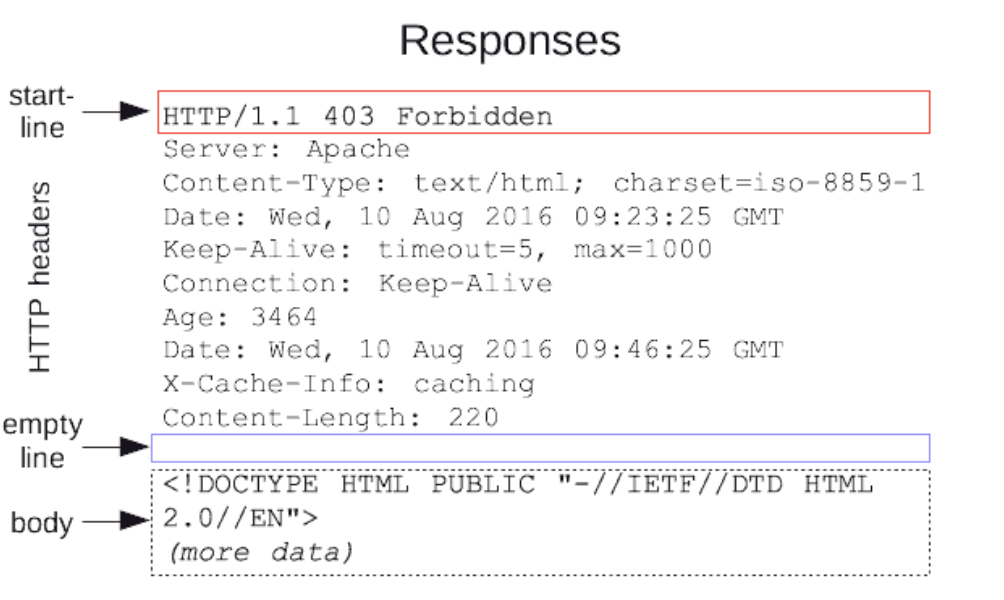 Responses
start-
line
HTTP/1.1 403 Forbidden
Server: Apache
Content-Type: text/html; charset=iso-8859-1
Date: Wed, 10 Aug 2016 09:23:25 GMT
Keep-Alive: timeout=5, max=1000
Connection: Keep-Alive
Age: 3464
Date: Wed, 10 Aug 2016 09:46:25 GMT
X-Cache-Info: caching
Content-Length: 220
HTTP headers
empty
line
body
<!DOCTYPE HTML PUBLIC "-//IETF//DTD HTML
2.0//EN">
(more data)